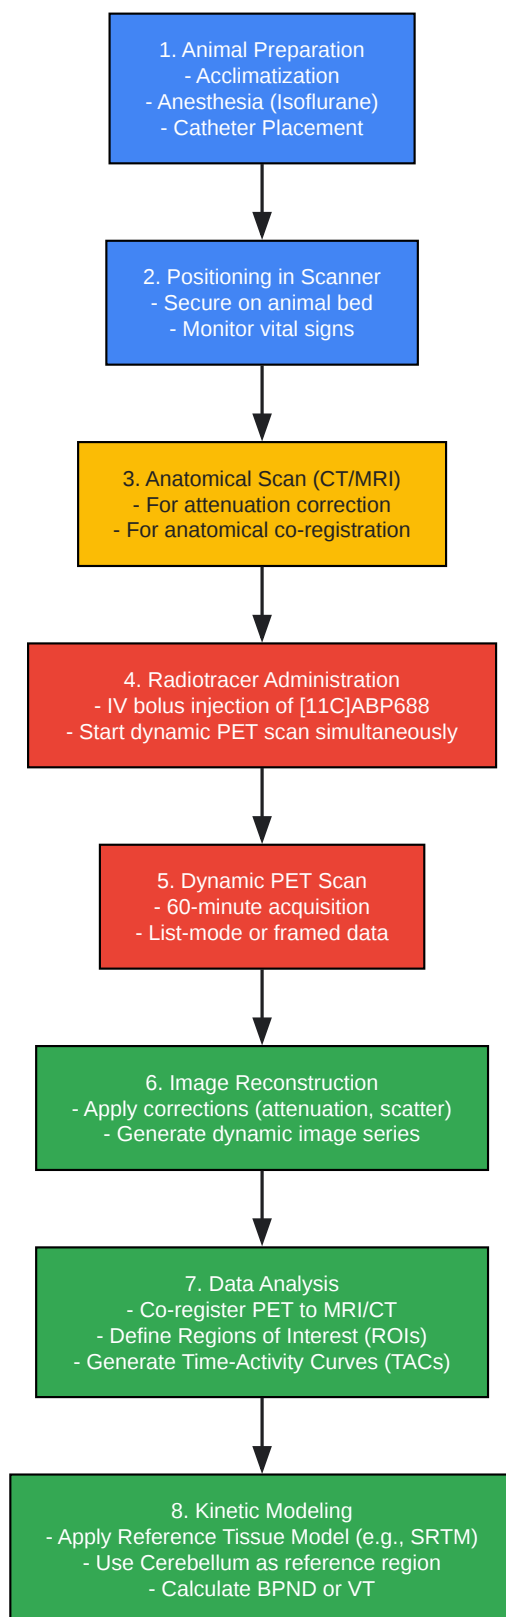 1. Animal Preparation
- Acclimatization
- Anesthesia (Isoflurane)
- Catheter Placement
2. Positioning in Scanner
- Secure on animal bed
- Monitor vital signs
3. Anatomical Scan (CT/MRI)
- For attenuation correction
- For anatomical co-registration
4. Radiotracer Administration
- IV bolus injection of [11C]ABP688
- Start dynamic PET scan simultaneously
5. Dynamic PET Scan
- 60-minute acquisition
- List-mode or framed data
6. Image Reconstruction
- Apply corrections (attenuation, scatter)
- Generate dynamic image series
7. Data Analysis
- Co-register PET to MRI/CT
- Define Regions of Interest (ROIs)
- Generate Time-Activity Curves (TACs)
8. Kinetic Modeling
- Apply Reference Tissue Model (e.g., SRTM)
- Use Cerebellum as reference region
- Calculate BPND or VT